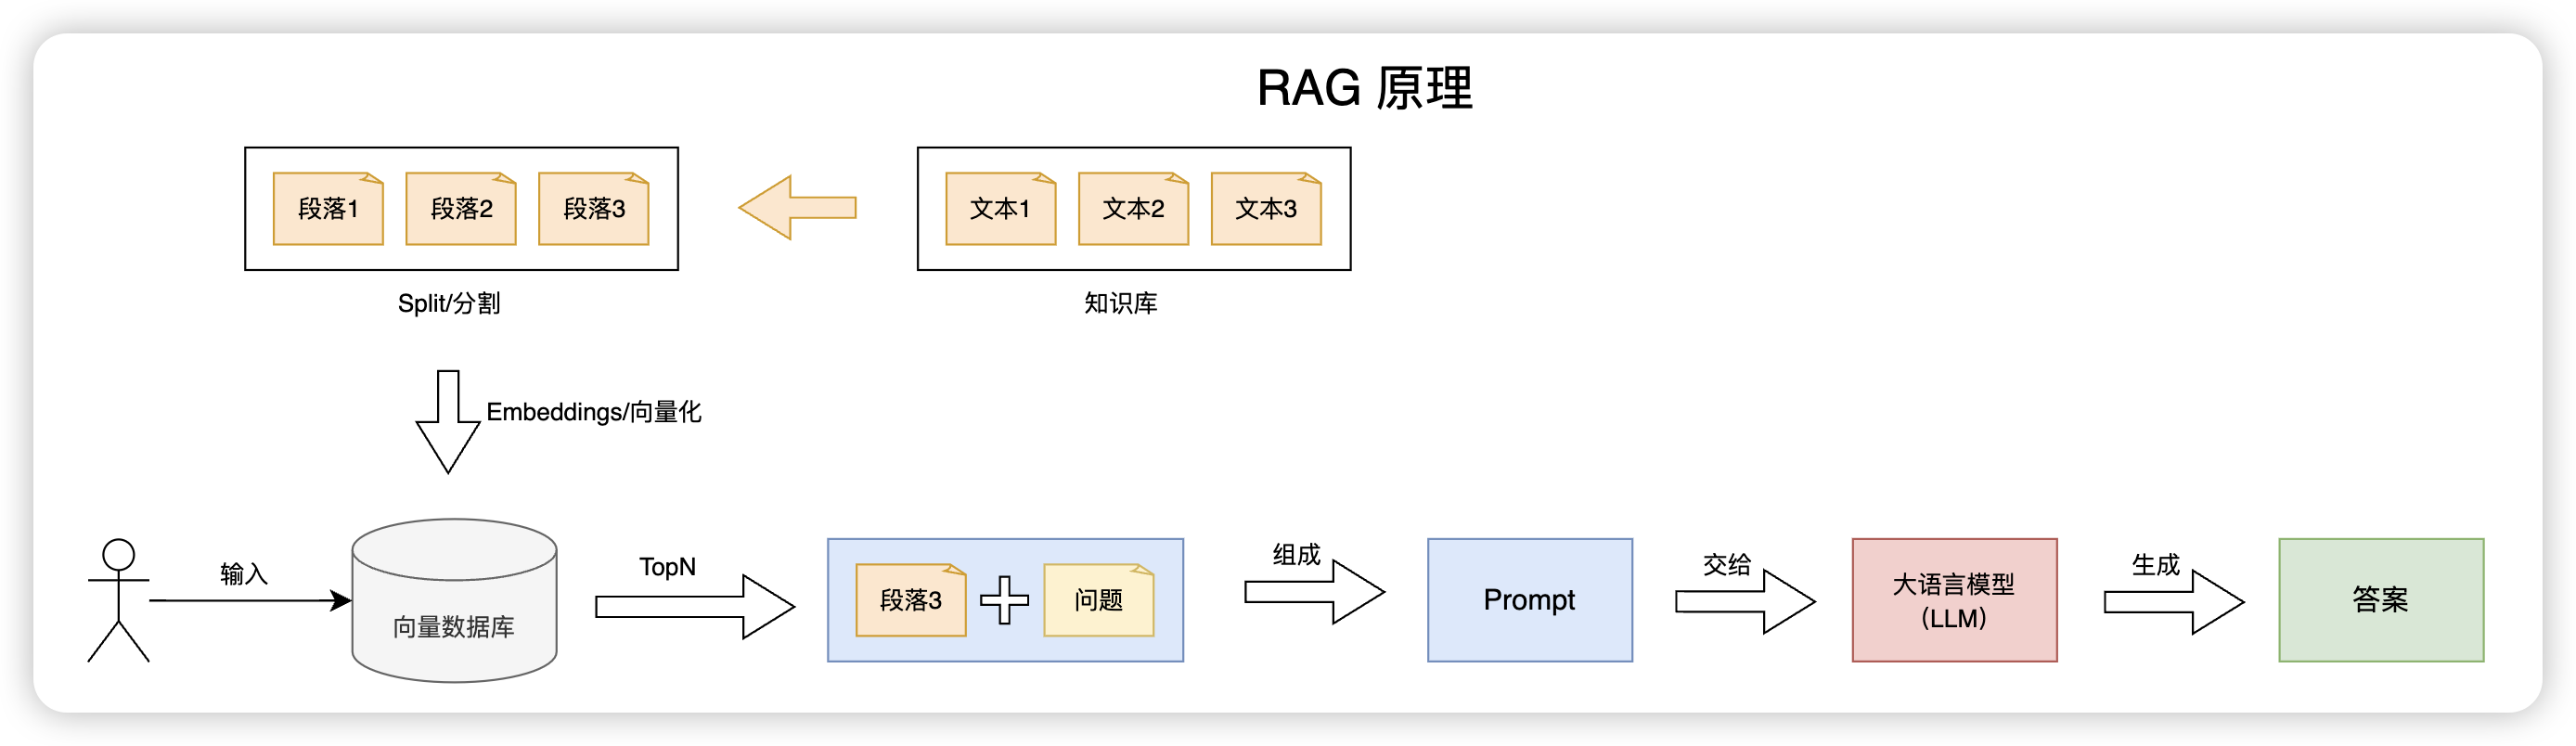 RAG 原理
段落1
段落2
段落3
文本1
文本2
文本3
Split/分割
知识库
Embeddings/向量化
输入
向量数据库
TopN
段落3
问题
组成
Prompt
交给
大语言模型
（LLM）
生成
答案